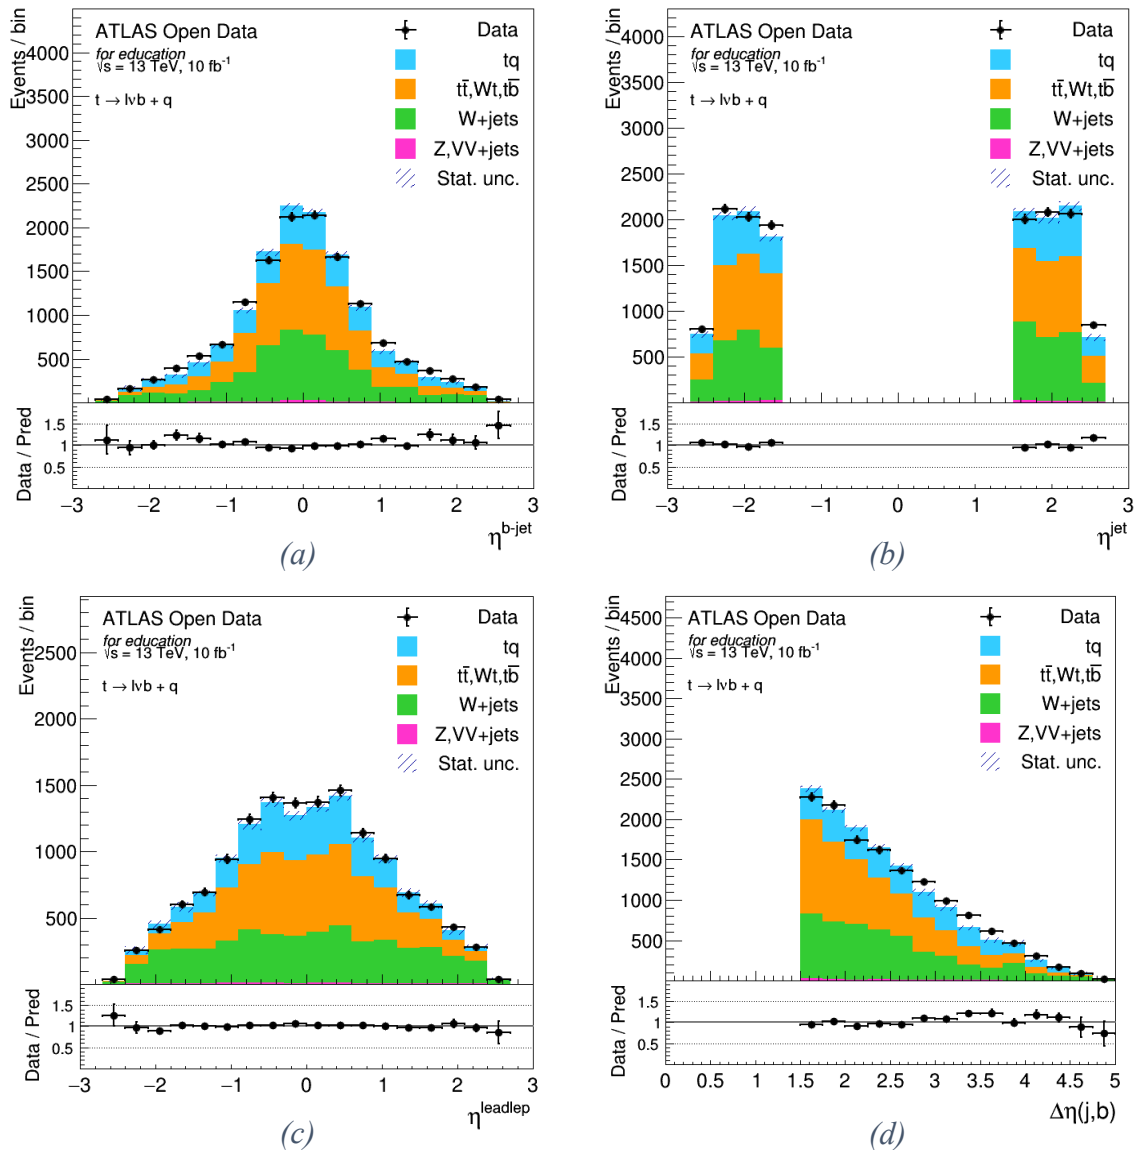 Events / bin
ATLAS Open Data
for education
√s = 13 TeV, 10 fb⁻¹
t → lνb + q
Data
tq
tt̄,Wt,tb̄
W+jets
Z,VV+jets
Stat. unc.
4000
3500
3000
2500
2000
1500
1000
500
Data / Pred
1.5
1
0.5
−3 −2 −1 0 1 2 3
η^b-jet
(a)
Events / bin
ATLAS Open Data
for education
√s = 13 TeV, 10 fb⁻¹
t → lνb + q
Data
tq
tt̄,Wt,tb̄
W+jets
Z,VV+jets
Stat. unc.
4000
3500
3000
2500
2000
1500
1000
500
Data / Pred
1.5
1
0.5
−3 −2 −1 0 1 2 3
η^jet
(b)
Events / bin
ATLAS Open Data
for education
√s = 13 TeV, 10 fb⁻¹
t → lνb + q
Data
tq
tt̄,Wt,tb̄
W+jets
Z,VV+jets
Stat. unc.
2500
2000
1500
1000
500
Data / Pred
1.5
1
0.5
−3 −2 −1 0 1 2 3
η^leadlep
(c)
Events / bin
ATLAS Open Data
for education
√s = 13 TeV, 10 fb⁻¹
t → lνb + q
Data
tq
tt̄,Wt,tb̄
W+jets
Z,VV+jets
Stat. unc.
4500
4000
3500
3000
2500
2000
1500
1000
500
Data / Pred
1.5
1
0.5
0 0.5 1 1.5 2 2.5 3 3.5 4 4.5 5
Δη(j,b)
(d)